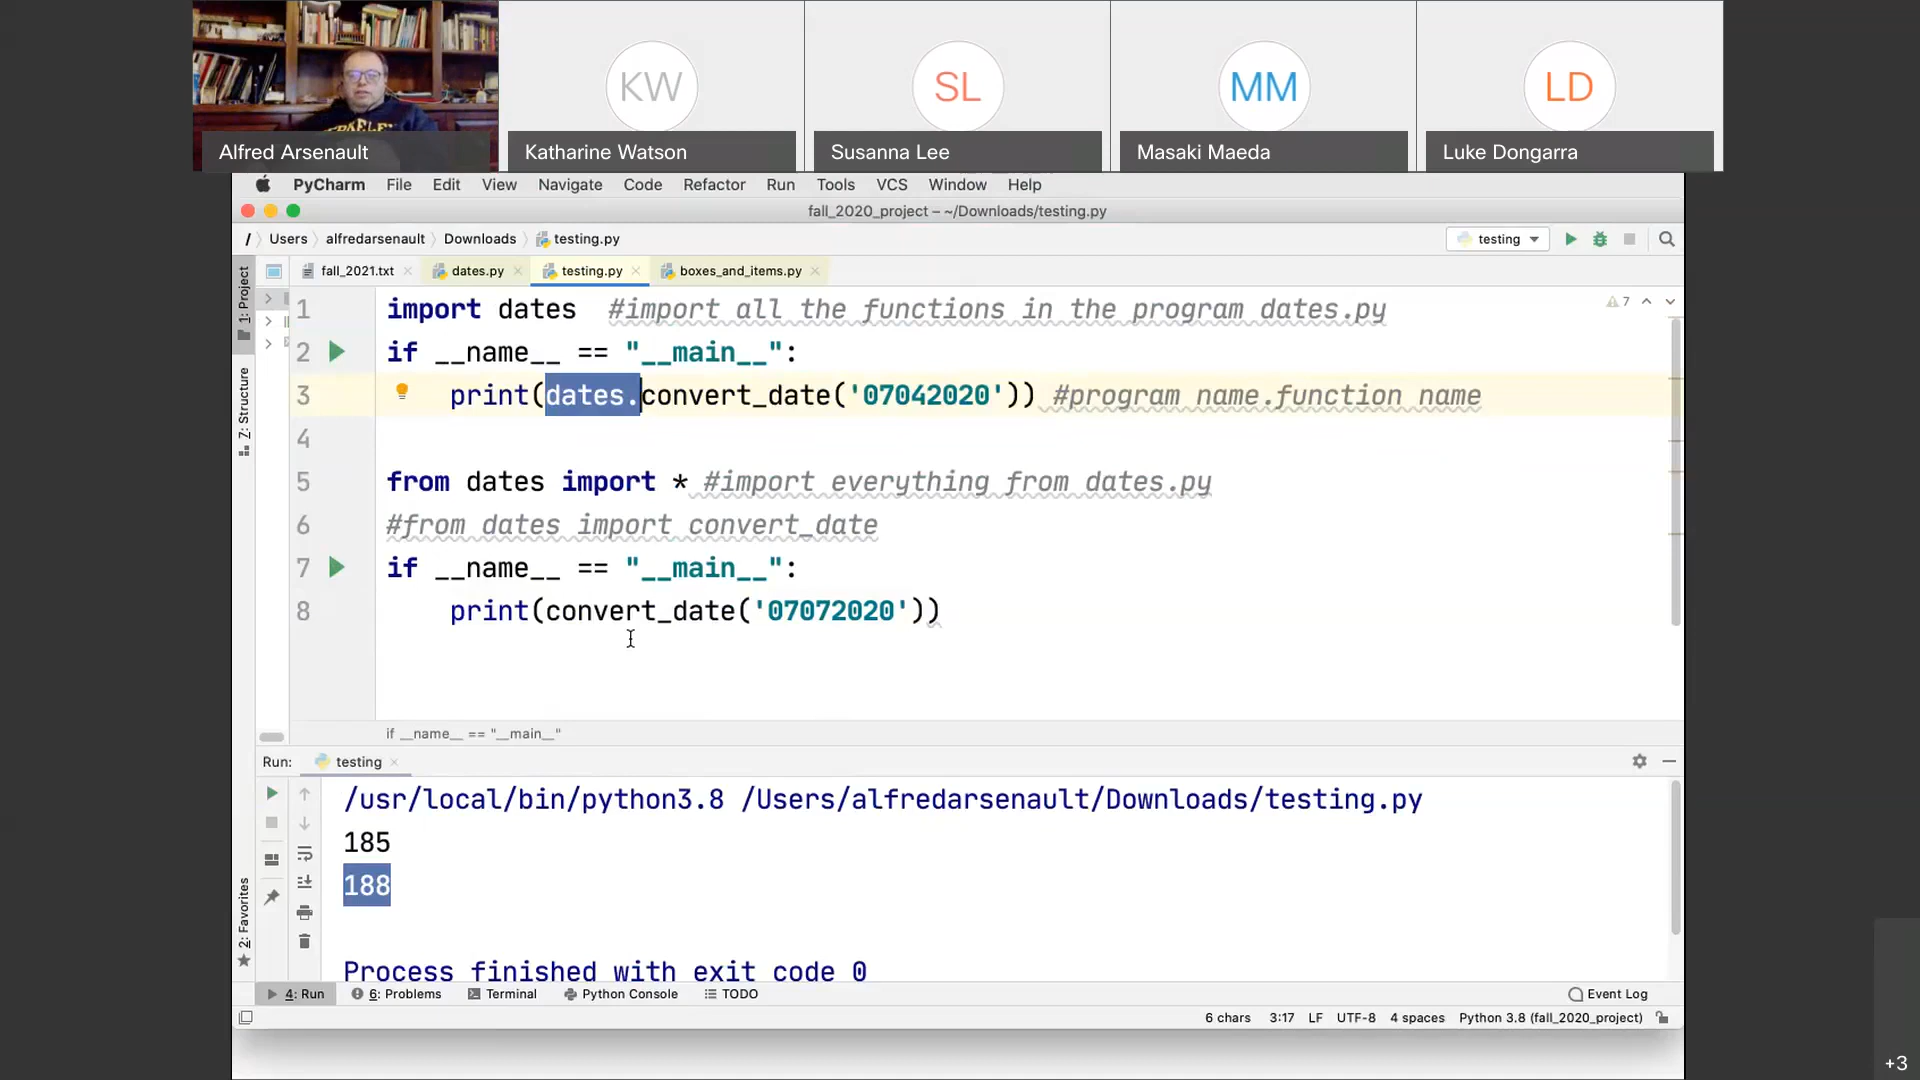 KW
SL
MM
LD
Alfred Arsenault
Katharine Watson
Susanna Lee
Masaki Maeda
Luke Dongarra
PyCharm File Edit View Navigate Code Refactor Run Tools VCS Window Help
fall_2020_project – ~/Downloads/testing.py
/ Users alfredarsenault Downloads testing.py
testing
fall_2021.txt dates.py testing.py boxes_and_items.py
1: Project
Z: Structure
2: Favorites
1 import dates #import all the functions in the program dates.py
7
2 if __name__ == "__main__":
3 print(dates.convert_date('07042020')) #program name.function name
4
5 from dates import * #import everything from dates.py
6 #from dates import convert_date
7 if __name__ == "__main__":
8 print(convert_date('07072020'))
if __name__ == "__main__"
Run: testing
/usr/local/bin/python3.8 /Users/alfredarsenault/Downloads/testing.py
185
188
Process finished with exit code 0
4: Run 6: Problems Terminal Python Console TODO Event Log
6 chars 3:17 LF UTF-8 4 spaces Python 3.8 (fall_2020_project)
+3